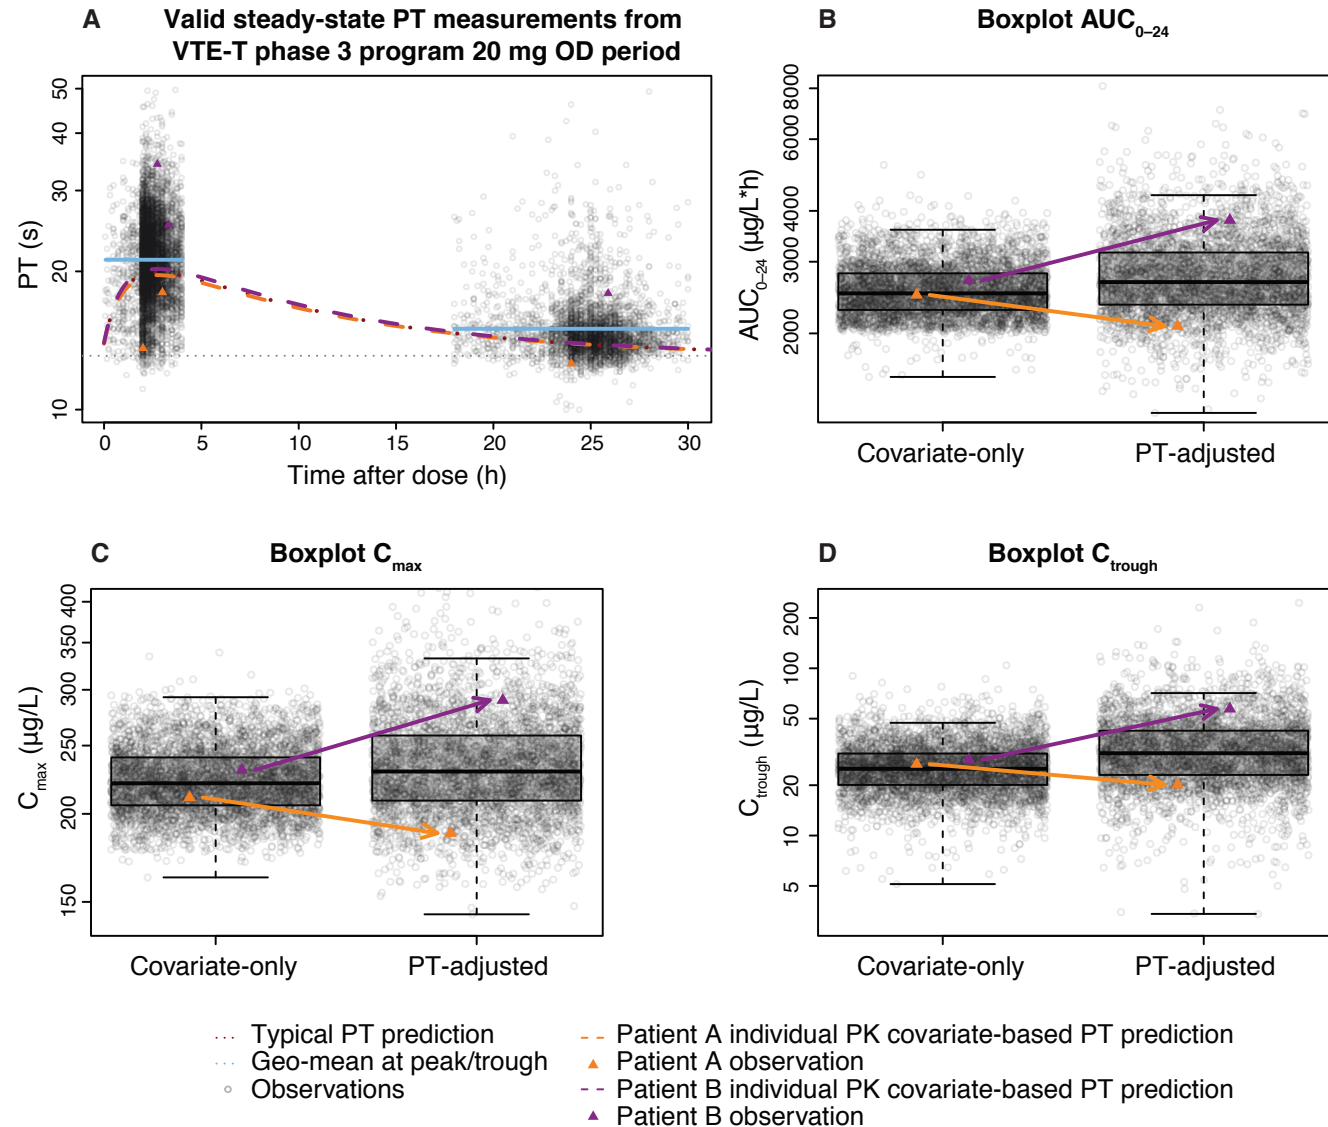 A Valid steady-state PT measurements from
VTE-T phase 3 program 20 mg OD period
PT (s)
50
40
30
20
10
0 5 10 15 20 25 30
Time after dose (h)
B Boxplot AUC0–24
AUC0–24 (µg/L*h)
8000
6000
4000
3000
2000
Covariate-only PT-adjusted
C Boxplot Cmax
Cmax (µg/L)
400
350
300
250
200
150
Covariate-only PT-adjusted
D Boxplot Ctrough
Ctrough (µg/L)
200
100
50
20
10
5
Covariate-only PT-adjusted
Typical PT prediction
Geo-mean at peak/trough
Observations
Patient A individual PK covariate-based PT prediction
Patient A observation
Patient B individual PK covariate-based PT prediction
Patient B observation